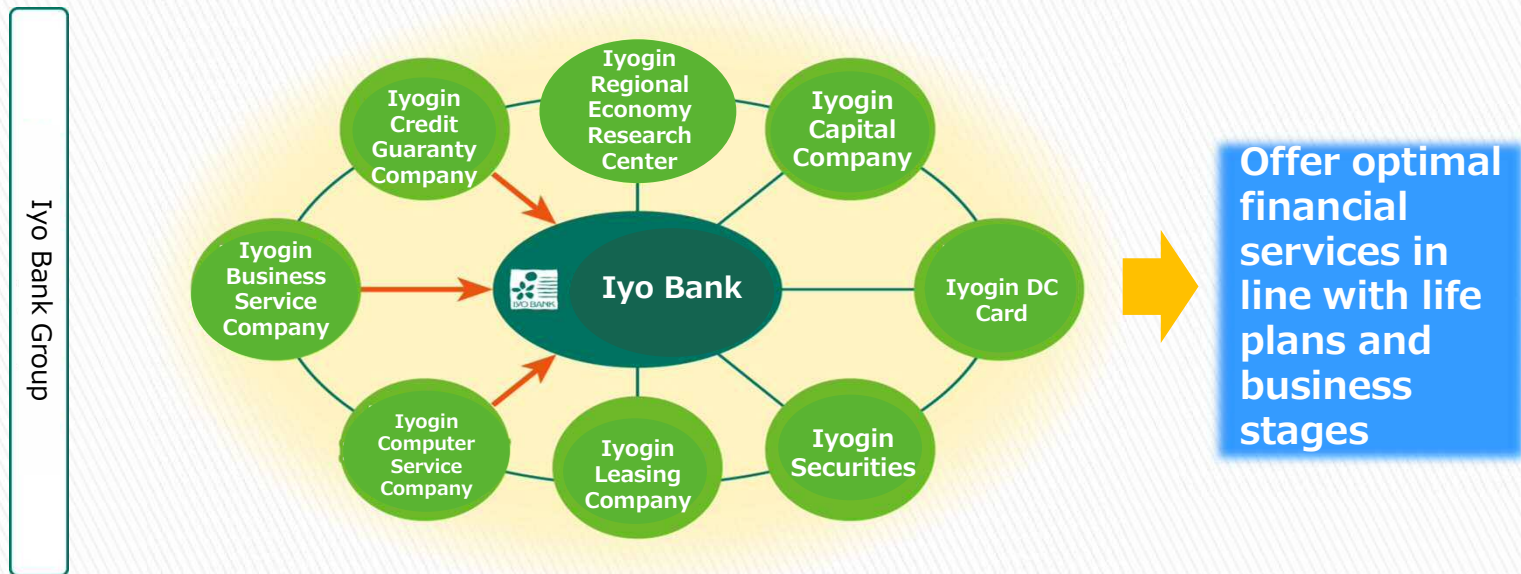 Iyo Bank Group
Iyogin
Credit
Guaranty
Company
Iyogin
Regional
Economy
Research
Center
Iyogin
Capital
Company
Iyogin
Business
Service
Company
IYO BANK
Iyo Bank
Iyogin DC
Card
Iyogin
Computer
Service
Company
Iyogin
Leasing
Company
Iyogin
Securities
Offer optimal
financial
services in
line with life
plans and
business
stages